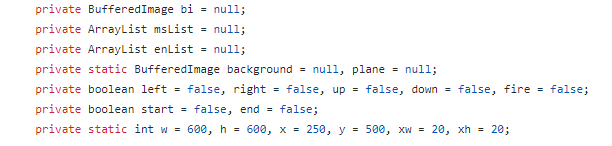 private BufferedImage bi = null;
private ArrayList msList = null;
private ArrayList enList = null;
private static BufferedImage background = null, plane = null;
private boolean left = false, right = false, up = false, down = false, fire = false;
private boolean start = false, end = false;
private static int w = 600, h = 600, x = 250, y = 500, xw = 20, xh = 20;